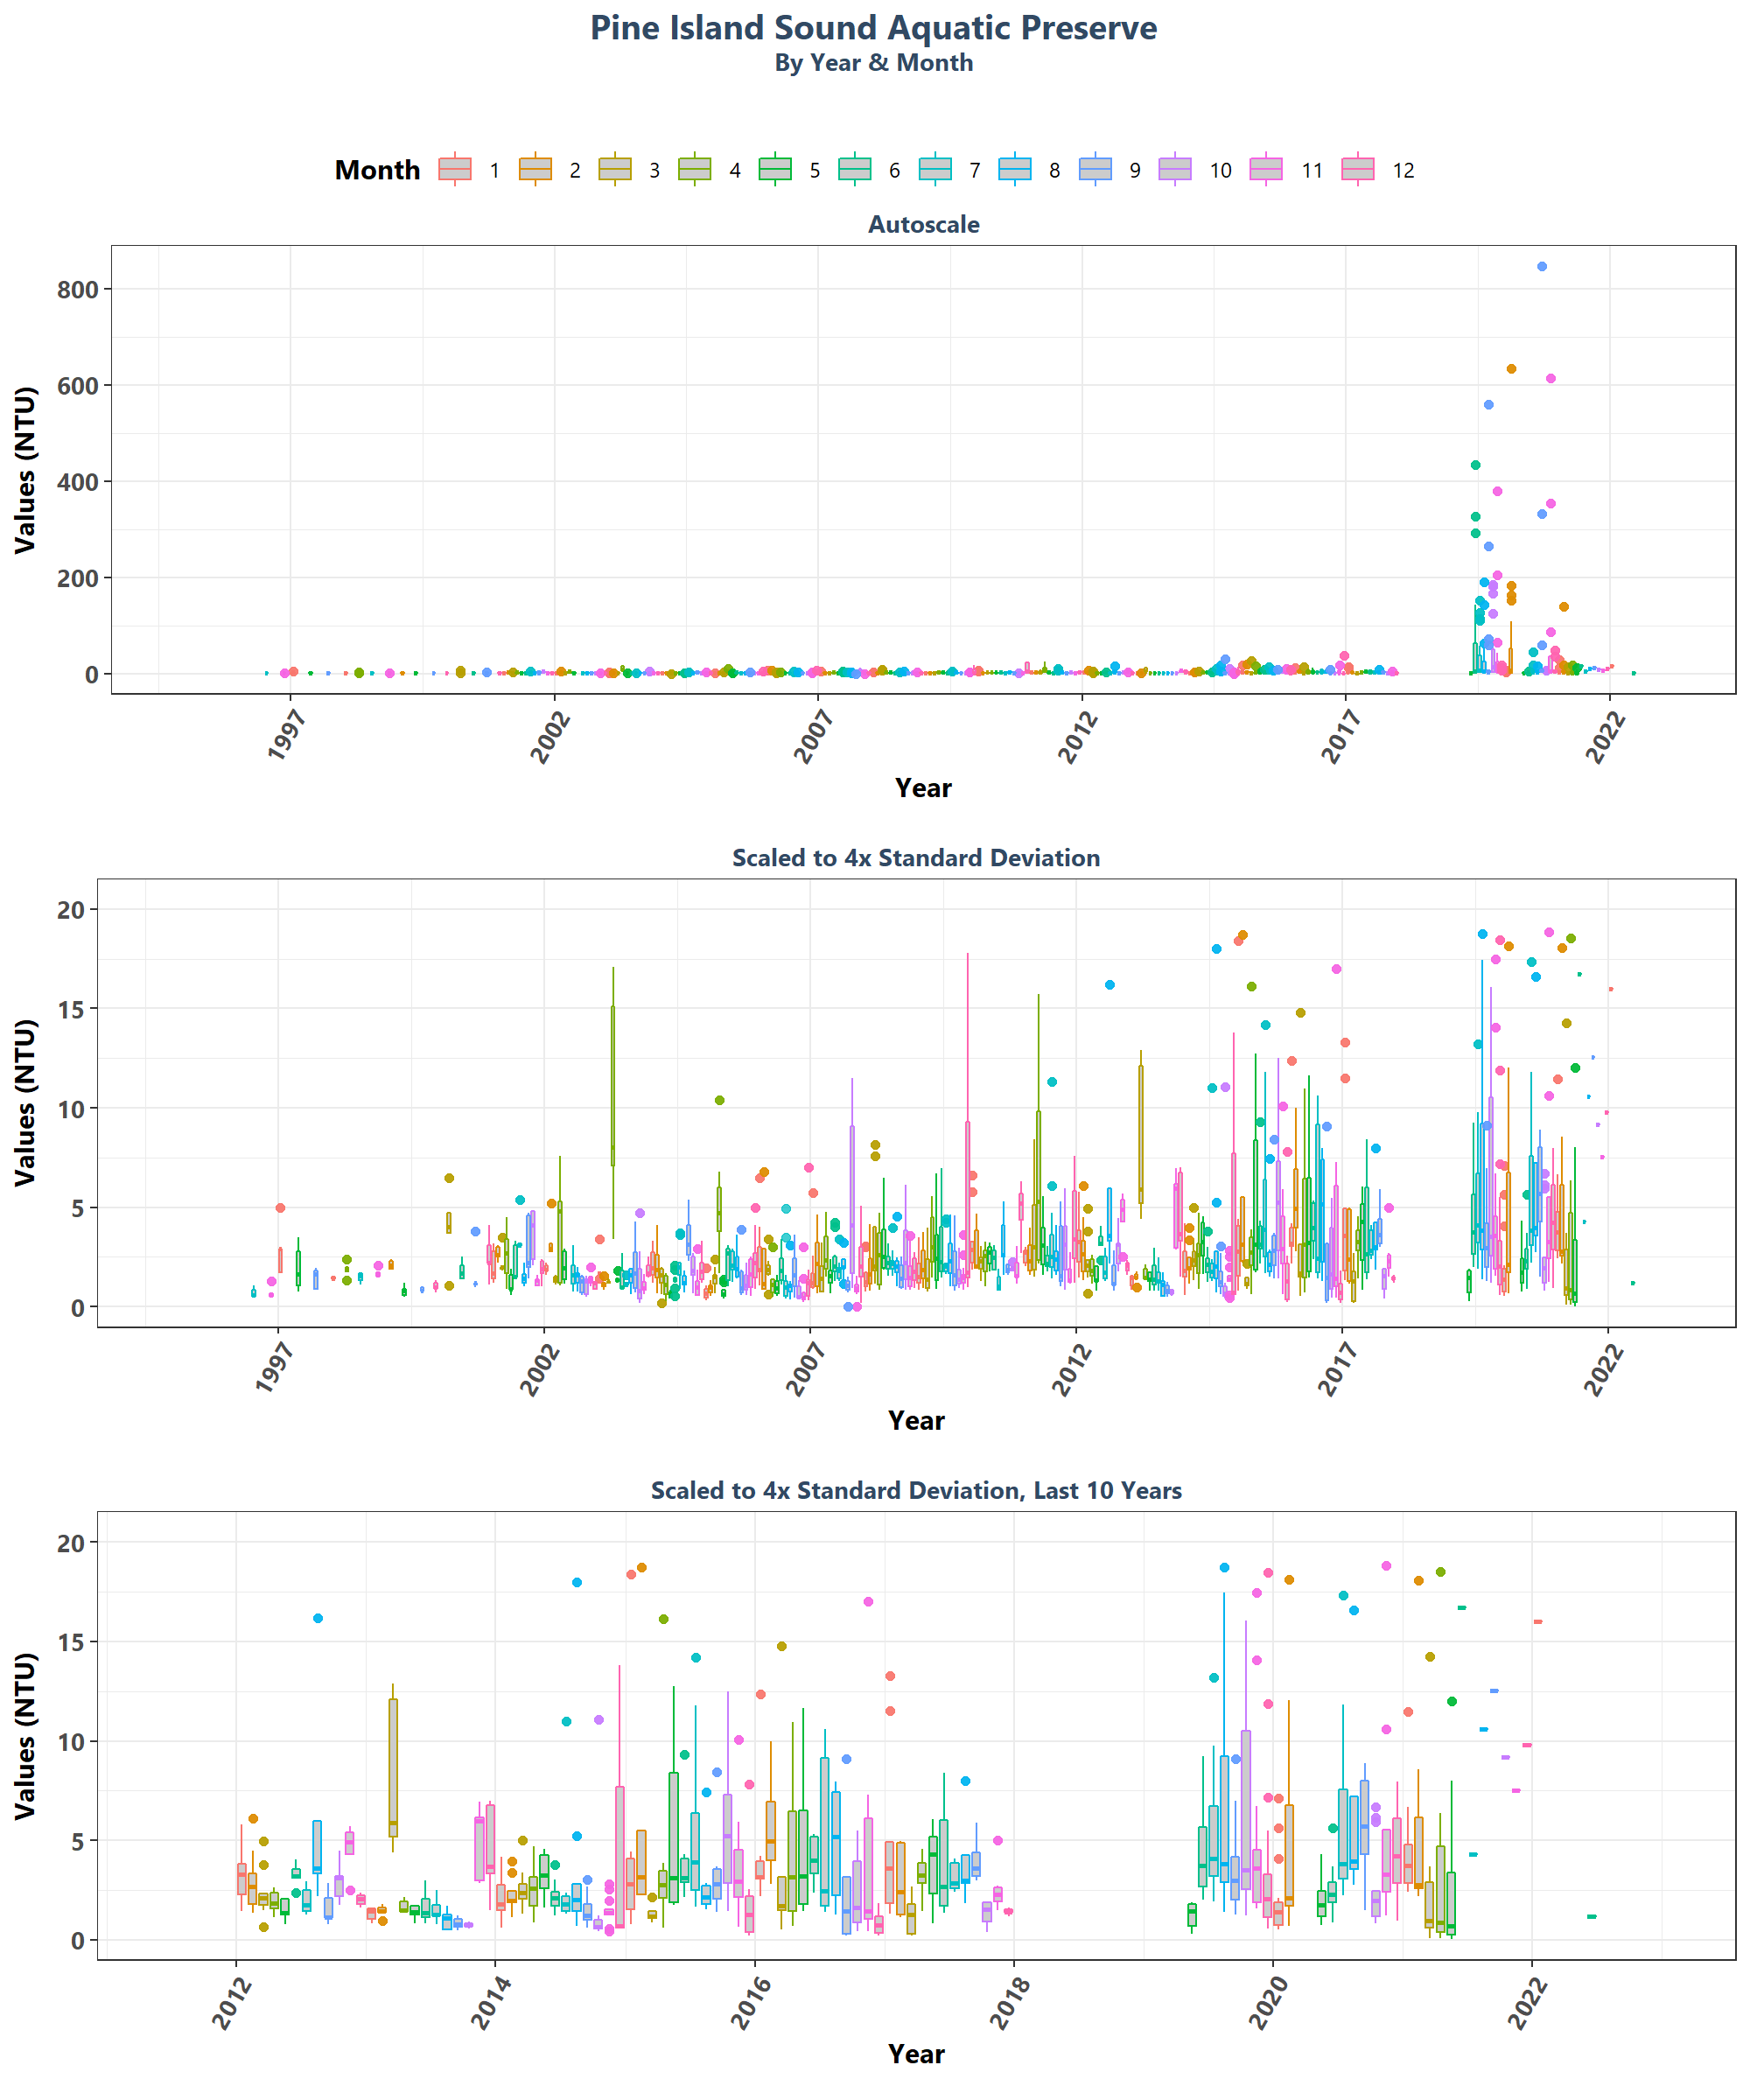 Pine Island Sound Aquatic Preserve
By Year & Month
Month 1 2 3 4 5 6 7 8 9 10 11 12
Autoscale
Values (NTU)
800
600
400
200
0
1997 2002 2007 2012 2017 2022
Year
Scaled to 4x Standard Deviation
Values (NTU)
20
15
10
5
0
1997 2002 2007 2012 2017 2022
Year
Scaled to 4x Standard Deviation, Last 10 Years
Values (NTU)
20
15
10
5
0
2012 2014 2016 2018 2020 2022
Year